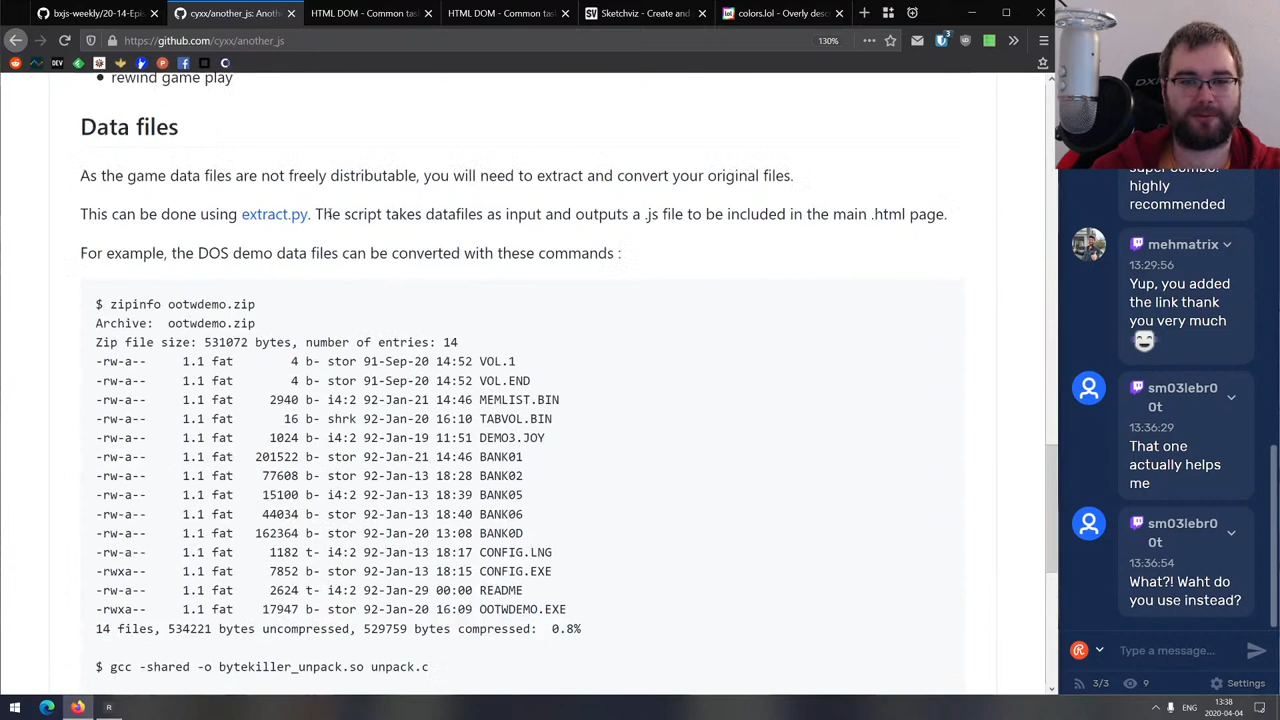 bxjs-weekly/20-14-Epis
cyxx/another_js: Anoth
HTML DOM – Common tas
HTML DOM – Common tas
Sketchviz - Create and
colors.lol - Overly descr
https://github.com/cyxx/another_js
130%
DEV
rewind game play
Data files
As the game data files are not freely distributable, you will need to extract and convert your original files.
This can be done using extract.py. The script takes datafiles as input and outputs a .js file to be included in the main .html page.
For example, the DOS demo data files can be converted with these commands :
$ zipinfo ootwdemo.zip
Archive:  ootwdemo.zip
Zip file size: 531072 bytes, number of entries: 14
-rw-a--     1.1 fat        4 b- stor 91-Sep-20 14:52 VOL.1
-rw-a--     1.1 fat        4 b- stor 91-Sep-20 14:52 VOL.END
-rw-a--     1.1 fat     2940 b- i4:2 92-Jan-21 14:46 MEMLIST.BIN
-rw-a--     1.1 fat       16 b- shrk 92-Jan-20 16:10 TABVOL.BIN
-rw-a--     1.1 fat     1024 b- i4:2 92-Jan-19 11:51 DEMO3.JOY
-rw-a--     1.1 fat   201522 b- stor 92-Jan-21 14:46 BANK01
-rw-a--     1.1 fat    77608 b- stor 92-Jan-13 18:28 BANK02
-rw-a--     1.1 fat    15100 b- stor 92-Jan-13 18:39 BANK05
-rw-a--     1.1 fat    44034 b- stor 92-Jan-13 18:40 BANK06
-rw-a--     1.1 fat   162364 b- stor 92-Jan-20 13:08 BANK0D
-rw-a--     1.1 fat     1182 t- i4:2 92-Jan-13 18:17 CONFIG.LNG
-rwxa--     1.1 fat     7852 b- stor 92-Jan-13 18:15 CONFIG.EXE
-rw-a--     1.1 fat     2624 t- i4:2 92-Jan-29 00:00 README
-rwxa--     1.1 fat    17947 b- stor 92-Jan-20 16:09 OOTWDEMO.EXE
14 files, 534221 bytes uncompressed, 529759 bytes compressed:  0.8%
$ gcc -shared -o bytekiller_unpack.so unpack.c
highly
recommended
mehmatrix
13:29:56
Yup, you added
the link thank
you very much
sm03lebr0
0t
13:36:29
That one
actually helps
me
sm03lebr0
0t
13:36:54
What?! Waht do
you use instead?
Type a message...
3/3
9
Settings
ENG
13:38
2020-04-04